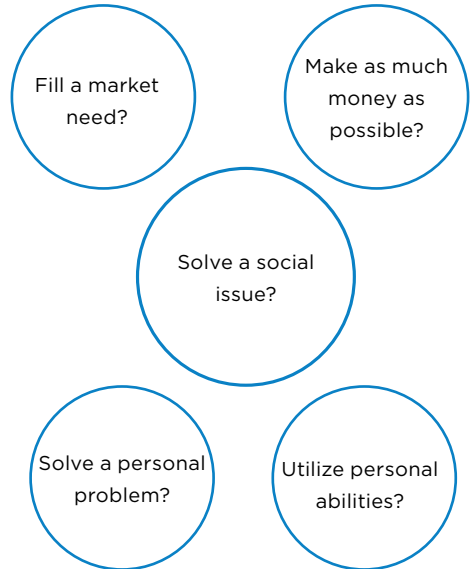 Fill a market
need?
Make as much
money as
possible?
Solve a social
issue?
Solve a personal
problem?
Utilize personal
abilities?